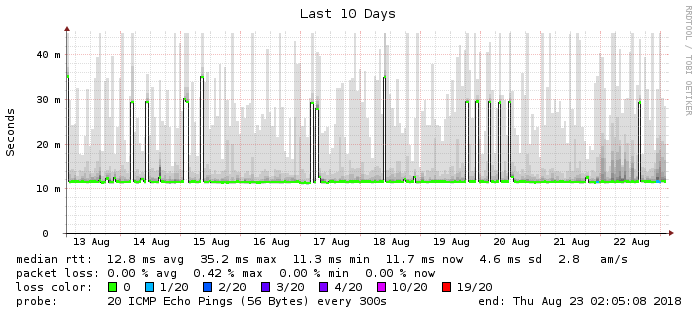 Last 10 Days
RRDTOOL / TOBI OETIKER
Seconds
40 m
30 m
20 m
10 m
0
13 Aug 14 Aug 15 Aug 16 Aug 17 Aug 18 Aug 19 Aug 20 Aug 21 Aug 22 Aug
median rtt: 12.8 ms avg 35.2 ms max 11.3 ms min 11.7 ms now 4.6 ms sd 2.8 am/s
packet loss: 0.00 % avg 0.42 % max 0.00 % min 0.00 % now
loss color: 0 1/20 2/20 3/20 4/20 10/20 19/20
probe: 20 ICMP Echo Pings (56 Bytes) every 300s end: Thu Aug 23 02:05:08 2018